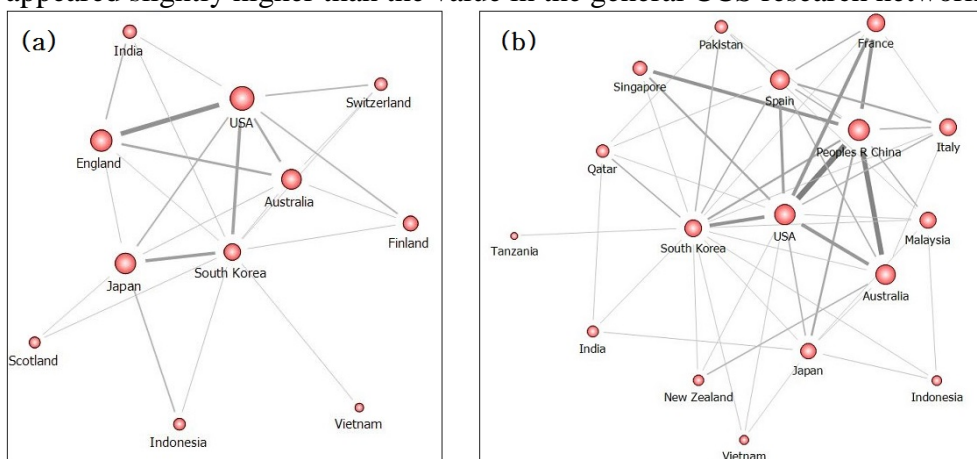 appeared slightly higher than the value in the general UGS research network
(a)
India
USA
Switzerland
England
Australia
Finland
Japan
South Korea
Scotland
Indonesia
Vietnam
(b)
Pakistan
France
Singapore
Spain
Peoples R China
Italy
Qatar
Tanzania
South Korea
USA
Malaysia
Australia
India
Japan
New Zealand
Indonesia
Vietnam